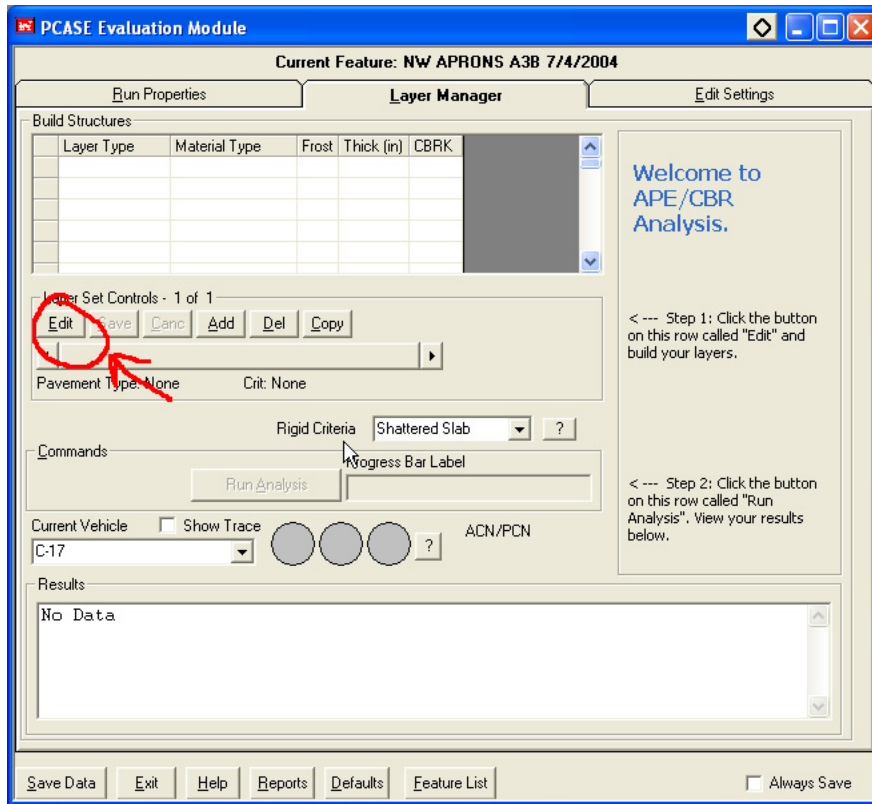 PCASE Evaluation Module
Current Feature: NW APRONS A3B 7/4/2004
Run Properties
Layer Manager
Edit Settings
Build Structures
Layer Type Material Type Frost Thick (in) CBRK
Welcome to
APE/CBR
Analysis.
Layer Set Controls - 1 of 1
Edit Save Canc Add Del Copy
< --- Step 1: Click the button
on this row called "Edit" and
build your layers.
Pavement Type: None Crit: None
Rigid Criteria Shattered Slab ?
Commands
Progress Bar Label
Run Analysis
< --- Step 2: Click the button
on this row called "Run
Analysis". View your results
below.
Current Vehicle Show Trace
C-17
? ACN/PCN
Results
No Data
Save Data Exit Help Reports Defaults Feature List Always Save